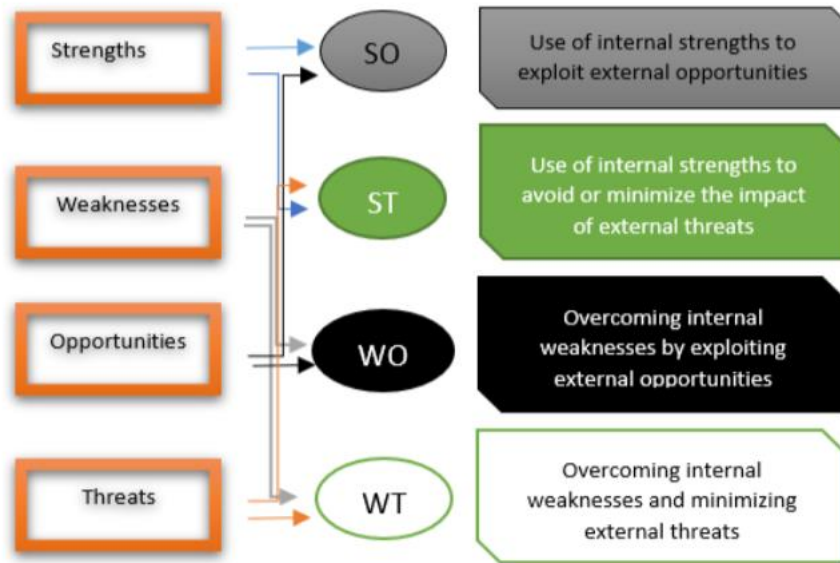 Strengths
SO
Use of internal strengths to
exploit external opportunities
Weaknesses
ST
Use of internal strengths to
avoid or minimize the impact
of external threats
Opportunities
WO
Overcoming internal
weaknesses by exploiting
external opportunities
Threats
WT
Overcoming internal
weaknesses and minimizing
external threats